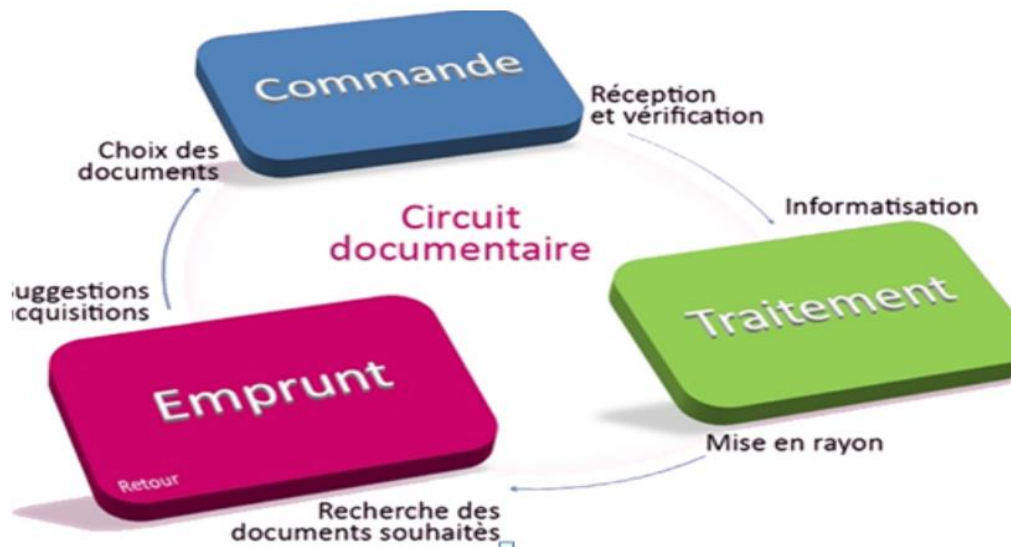 Commande
Réception
et vérification
Choix des
documents
Informatisation
Circuit
documentaire
Traitement
uggestions
cquisitions
Emprunt
Retour
Mise en rayon
Recherche des
documents souhaitès